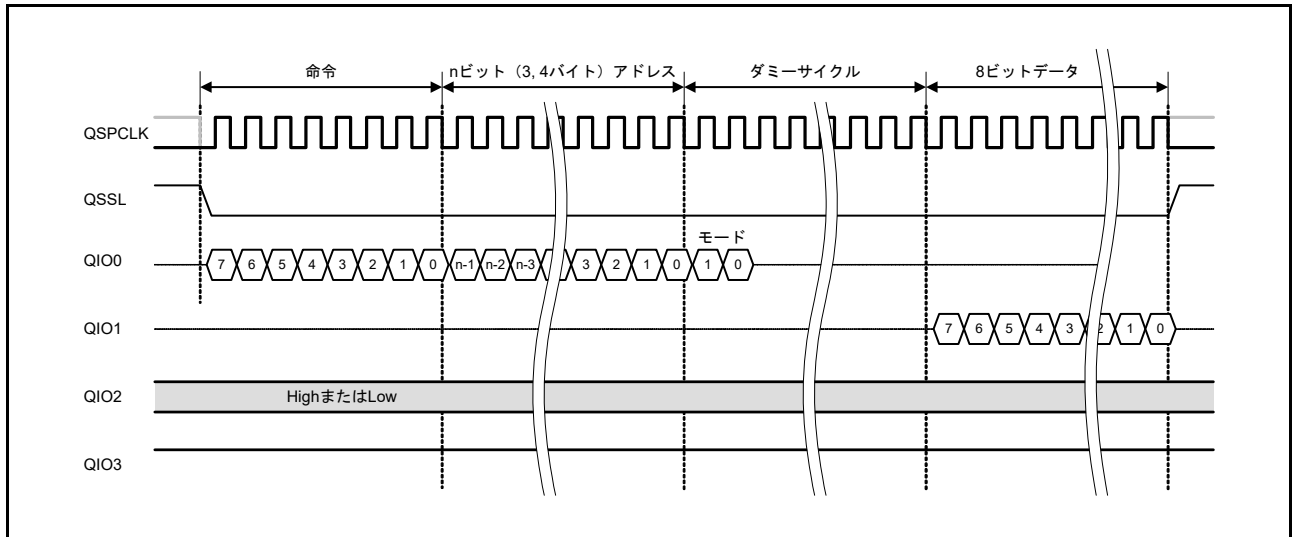 命令 nビット（3, 4バイト）アドレス ダミーサイクル 8ビットデータ
QSPCLK
QSSL
モード
QIO0 7 6 5 4 3 2 1 0 n-1 n-2 n-3 3 2 1 0 1 0
QIO1 7 6 5 4 3 2 1 0
QIO2 HighまたはLow
QIO3